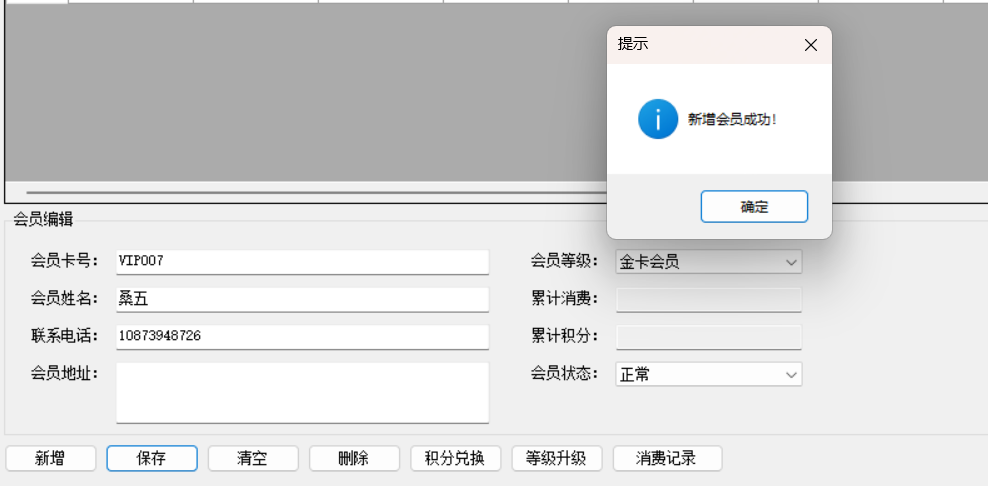 提示
新增会员成功!
确定
会员编辑
会员卡号： VIP007
会员等级： 金卡会员
会员姓名： 桑五
累计消费：
联系电话： 10873948726
累计积分：
会员地址：
会员状态： 正常
新增 保存 清空 删除 积分兑换 等级升级 消费记录